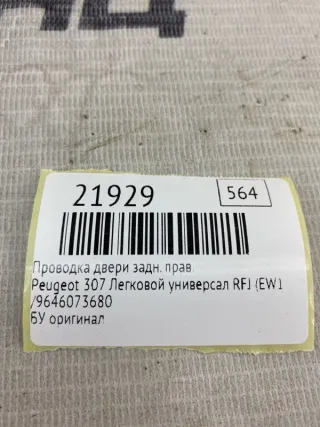 21929
564
Проводка двери задн. прав.
Peugeot 307 Легковой универсал RFJ (EW1
/9646073680
БУ оригинал